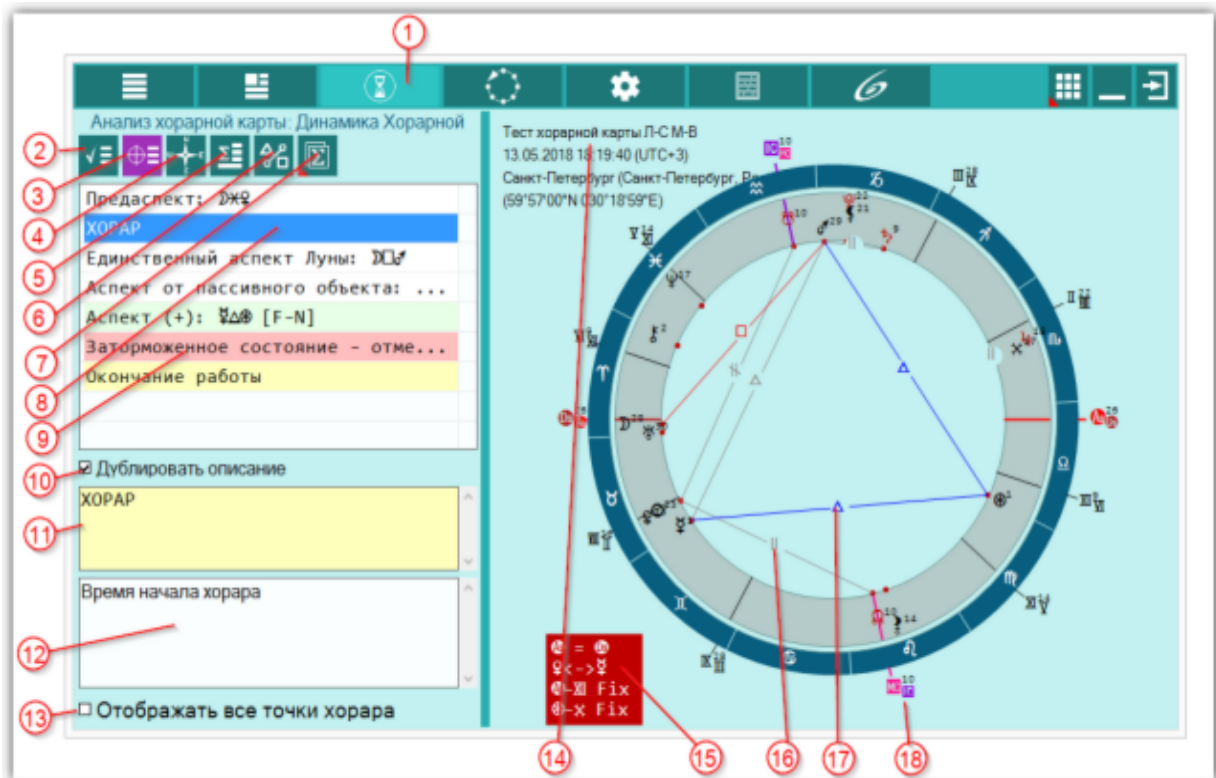 1
Анализ хорарной карты: Динамика Хорарной
2
3
4
5
6
7
8
9
10
11
12
13
Предаспект: ☽⚹♀
ХОРАР
Единственный аспект Луны: ☽□♂
Аспект от пассивного объекта: ...
Аспект (+): ☿△⊕ [F-N]
Заторможенное состояние - отме...
Окончание работы
Дублировать описание
ХОРАР
Время начала хорара
Отображать все точки хорара
Тест хорарной карты Л-С М-В
13.05.2018 18:19:40 (UTC+3)
Санкт-Петербург (Санкт-Петербург,
(59°57'00"N 030°18'59"E)
As = Ds
♀<->☿
-XI Fix
-X Fix
14
15
16
17
18